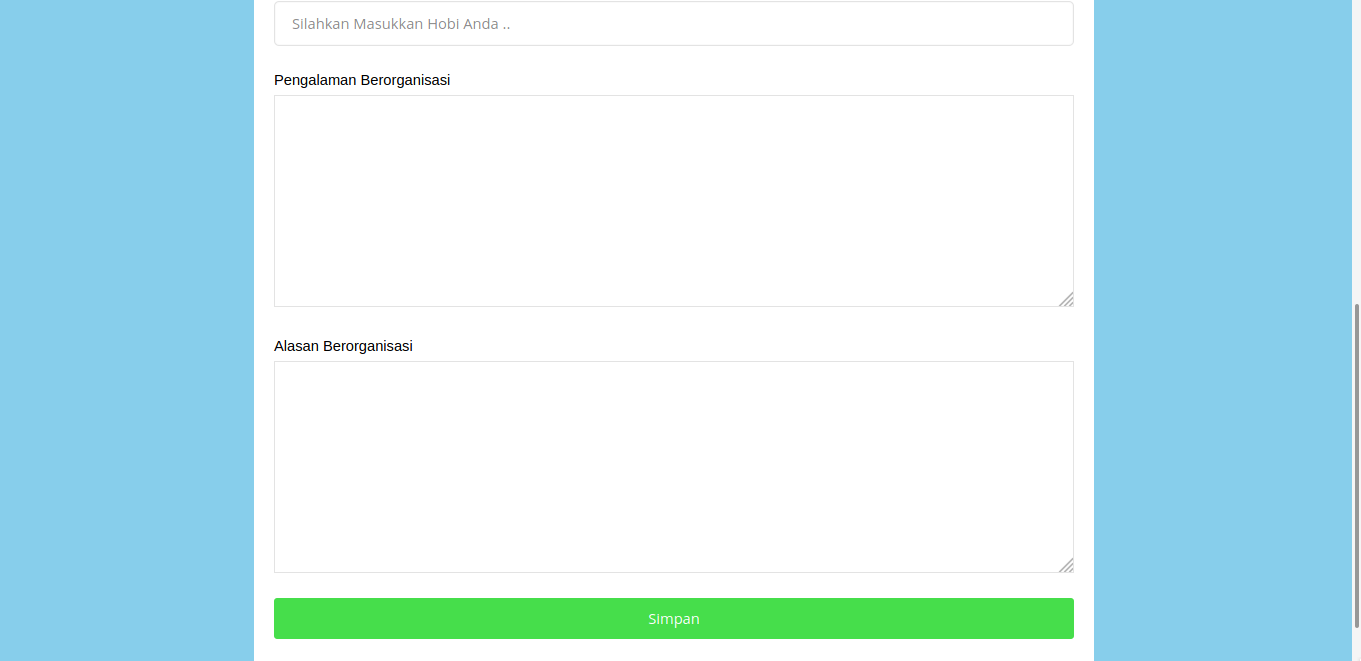 Silahkan Masukkan Hobi Anda ..
Pengalaman Berorganisasi
Alasan Berorganisasi
Simpan